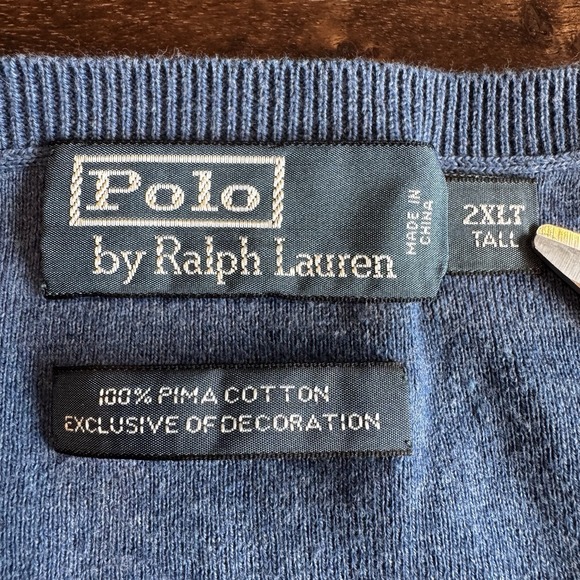 Polo
by Ralph Lauren
MADE IN
CHINA
2XLT
TALL
100% PIMA COTTON
EXCLUSIVE OF DECORATION